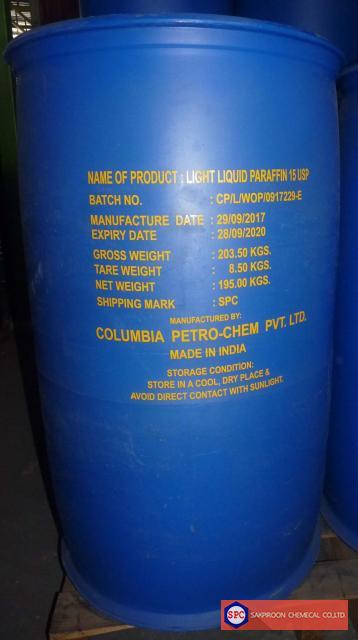 NAME OF PRODUCT : LIGHT LIQUID PARAFFIN 15 USP
BATCH NO. : CP/L/WOP/0917229-E
MANUFACTURE DATE : 29/09/2017
EXPIRY DATE : 28/09/2020
GROSS WEIGHT : 203.50 KGS.
TARE WEIGHT : 8.50 KGS.
NET WEIGHT : 195.00 KGS.
SHIPPING MARK : SPC
MANUFACTURED BY:
COLUMBIA PETRO-CHEM PVT. LTD.
MADE IN INDIA
STORAGE CONDITION:
STORE IN A COOL, DRY PLACE &
AVOID DIRECT CONTACT WITH SUNLIGHT.
SPC SAKPIROON CHEMECAL CO.,LTD.